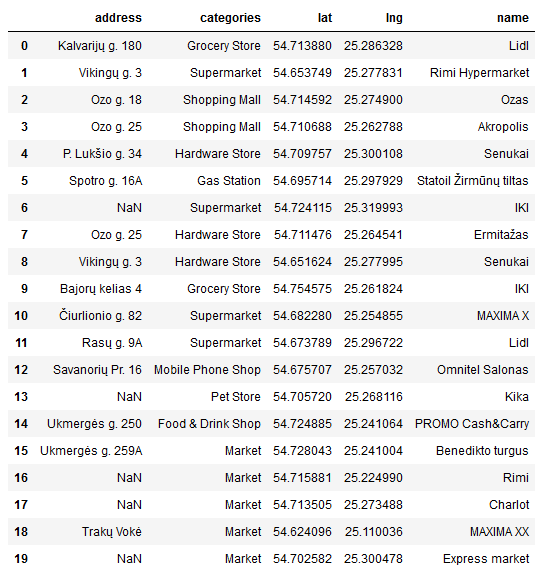 address categories lat lng name
0 Kalvarijų g. 180 Grocery Store 54.713880 25.286328 Lidl
1 Vikingų g. 3 Supermarket 54.653749 25.277831 Rimi Hypermarket
2 Ozo g. 18 Shopping Mall 54.714592 25.274900 Ozas
3 Ozo g. 25 Shopping Mall 54.710688 25.262788 Akropolis
4 P. Lukšio g. 34 Hardware Store 54.709757 25.300108 Senukai
5 Spotro g. 16A Gas Station 54.695714 25.297929 Statoil Žirmūnų tiltas
6 NaN Supermarket 54.724115 25.319993 IKI
7 Ozo g. 25 Hardware Store 54.711476 25.264541 Ermitažas
8 Vikingų g. 3 Hardware Store 54.651624 25.277995 Senukai
9 Bajorų kelias 4 Grocery Store 54.754575 25.261824 IKI
10 Čiurlionio g. 82 Supermarket 54.682280 25.254855 MAXIMA X
11 Rasų g. 9A Supermarket 54.673789 25.296722 Lidl
12 Savanorių Pr. 16 Mobile Phone Shop 54.675707 25.257032 Omnitel Salonas
13 NaN Pet Store 54.705720 25.268116 Kika
14 Ukmergės g. 250 Food & Drink Shop 54.724885 25.241064 PROMO Cash&Carry
15 Ukmergės g. 259A Market 54.728043 25.241004 Benedikto turgus
16 NaN Market 54.715881 25.224990 Rimi
17 NaN Market 54.713505 25.273488 Charlot
18 Trakų Vokė Market 54.624096 25.110036 MAXIMA XX
19 NaN Market 54.702582 25.300478 Express market